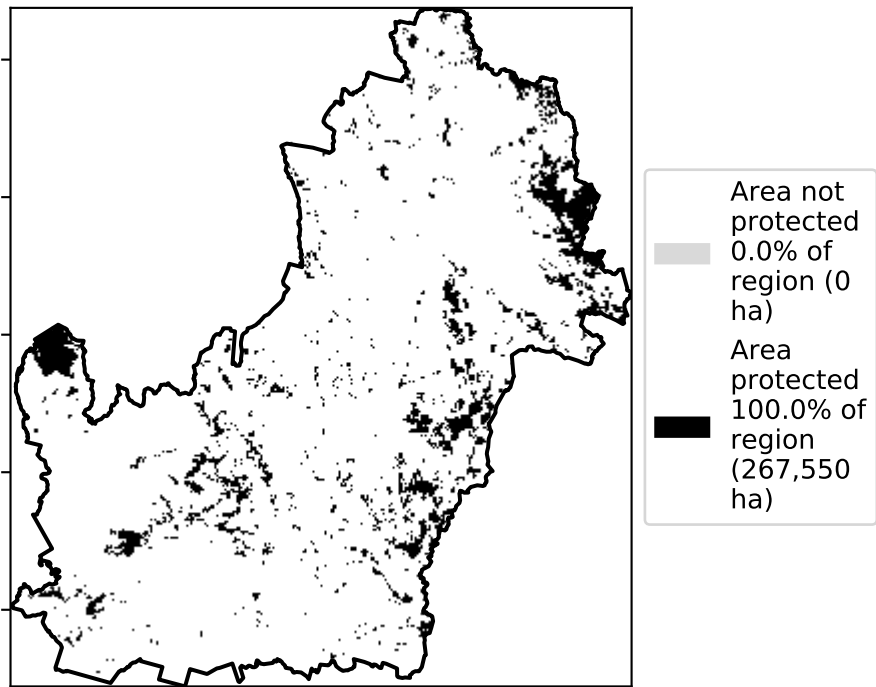 Area not
protected
0.0% of
region (0
ha)
Area
protected
100.0% of
region
(267,550
ha)